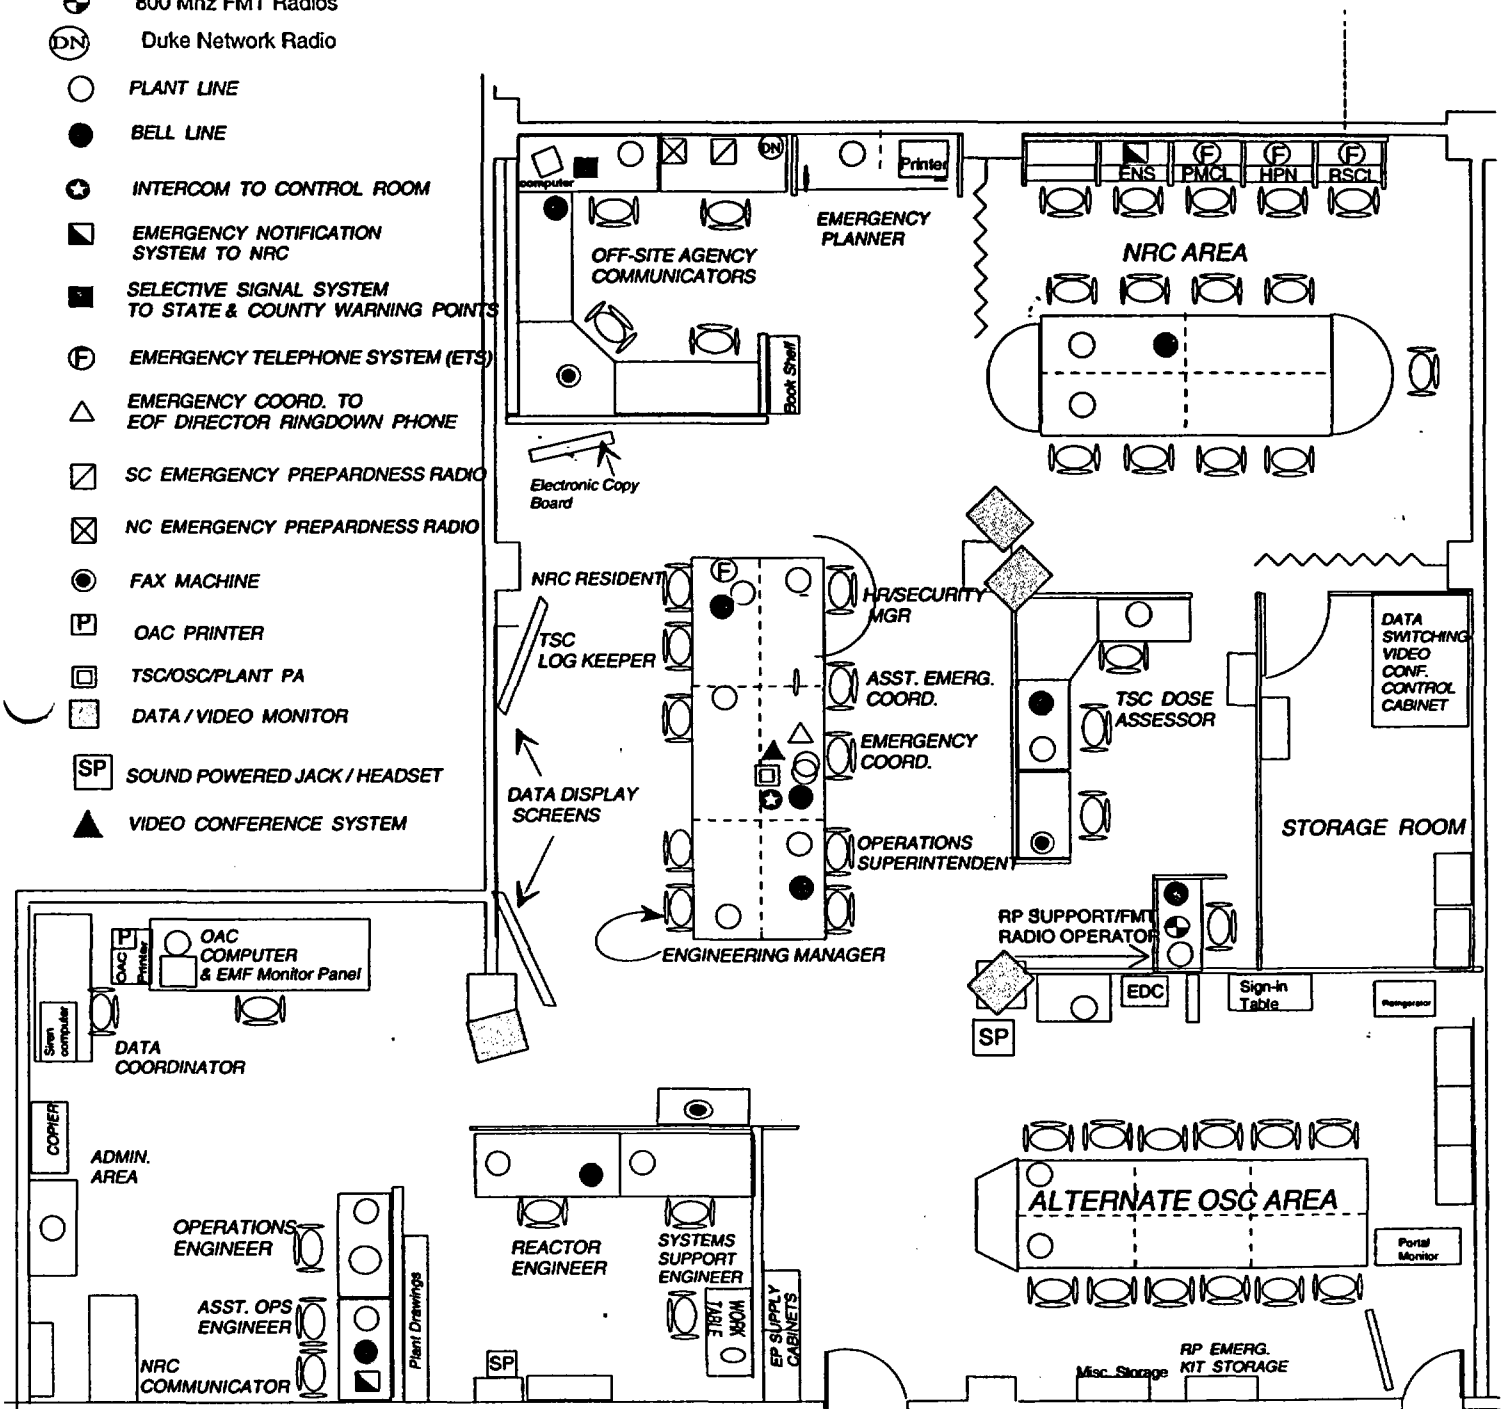 800 Mhz FMT Radios
DN
Duke Network Radio
PLANT LINE
BELL LINE
INTERCOM TO CONTROL ROOM
EMERGENCY NOTIFICATION
SYSTEM TO NRC
SELECTIVE SIGNAL SYSTEM
TO STATE & COUNTY WARNING POINTS
F
EMERGENCY TELEPHONE SYSTEM (ETS)
EMERGENCY COORD. TO
EOF DIRECTOR RINGDOWN PHONE
SC EMERGENCY PREPARDNESS RADIO
NC EMERGENCY PREPARDNESS RADIO
FAX MACHINE
P
OAC PRINTER
TSC/OSC/PLANT PA
DATA / VIDEO MONITOR
SP
SOUND POWERED JACK / HEADSET
VIDEO CONFERENCE SYSTEM
computer
DN
Printer
EMERGENCY
PLANNER
OFF-SITE AGENCY
COMMUNICATORS
Book Shelf
Electronic Copy
Board
F
F
F
ENS
PMCL
HPN
RSCL
NRC AREA
NRC RESIDENT
F
HR/SECURITY
MGR
TSC
LOG KEEPER
ASST. EMERG.
COORD.
EMERGENCY
COORD.
DATA DISPLAY
SCREENS
OPERATIONS
SUPERINTENDENT
ENGINEERING MANAGER
TSC DOSE
ASSESSOR
DATA
SWITCHING
VIDEO
CONF.
CONTROL
CABINET
STORAGE ROOM
RP SUPPORT/FMT
RADIO OPERATOR
EDC
Sign-in
Table
Refrigerator
SP
P
OAC
Printer
OAC
COMPUTER
& EMF Monitor Panel
Siren
computer
DATA
COORDINATOR
COPIER
ADMIN.
AREA
OPERATIONS
ENGINEER
ASST. OPS
ENGINEER
NRC
COMMUNICATOR
Plant Drawings
REACTOR
ENGINEER
SYSTEMS
SUPPORT
ENGINEER
WORK
TABLE
EP SUPPLY
CABINETS
SP
ALTERNATE OSC AREA
Portal
Monitor
Misc. Storage
RP EMERG.
KIT STORAGE